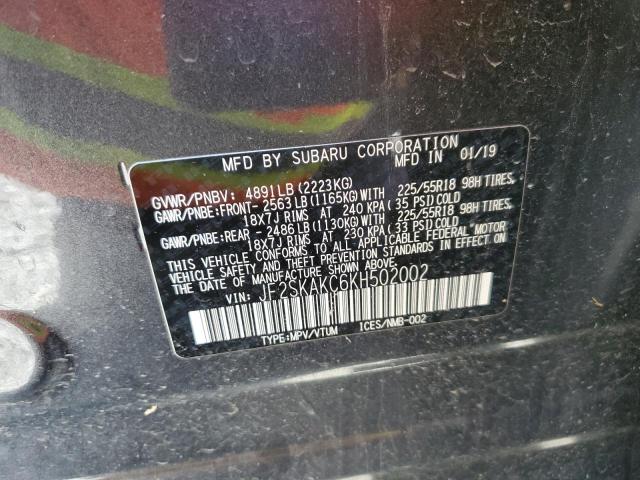 MFD BY SUBARU CORPORATION MFD IN 01/19
GVWR/PNBV: 4891LB (2223KG)
GAWR/PNBE: FRONT- 2563LB (1165KG) WITH 225/55R18 98H TIRES.
18X7J RIMS AT 240 KPA (35 PSI) COLD
GAWR/PNBE: REAR - 2486LB (1130KG) WITH 225/55R18 98H TIRES.
18X7J RIMS AT 230 KPA (33 PSI) COLD
THIS VEHICLE CONFORMS TO ALL APPLICABLE FEDERAL MOTOR
VEHICLE SAFETY AND THEFT PREVENTION STANDARDS IN EFFECT ON
THE DATE OF MANUFACTURE SHOWN ABOVE.
VIN: JF2SKAKC6KH502002
TYPE: MPV/VTUM ICES/NMB-002